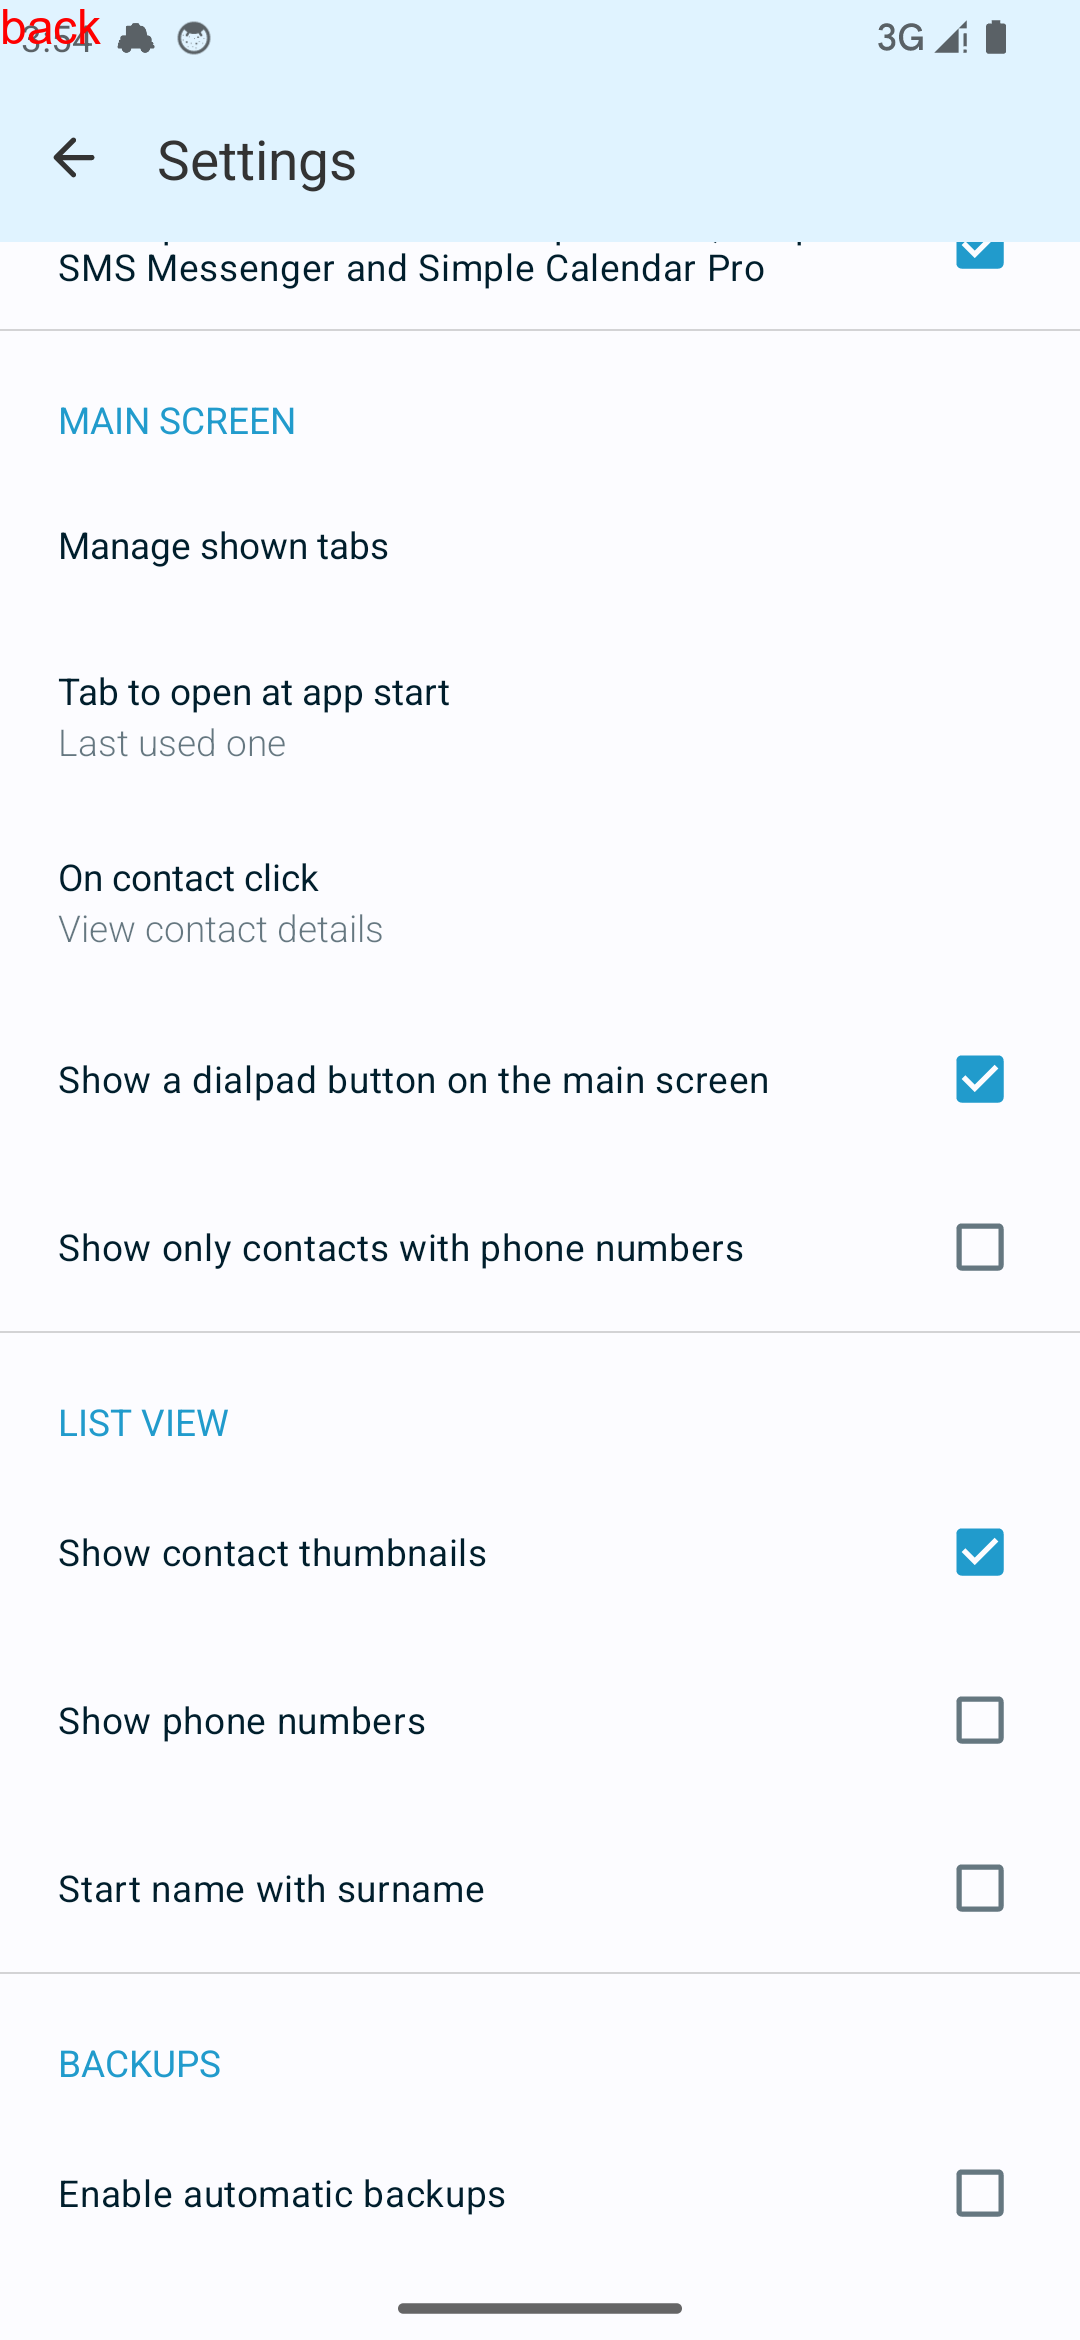 back
3:54
3G
Settings
SMS Messenger and Simple Calendar Pro
MAIN SCREEN
Manage shown tabs
Tab to open at app start
Last used one
On contact click
View contact details
Show a dialpad button on the main screen
Show only contacts with phone numbers
LIST VIEW
Show contact thumbnails
Show phone numbers
Start name with surname
BACKUPS
Enable automatic backups